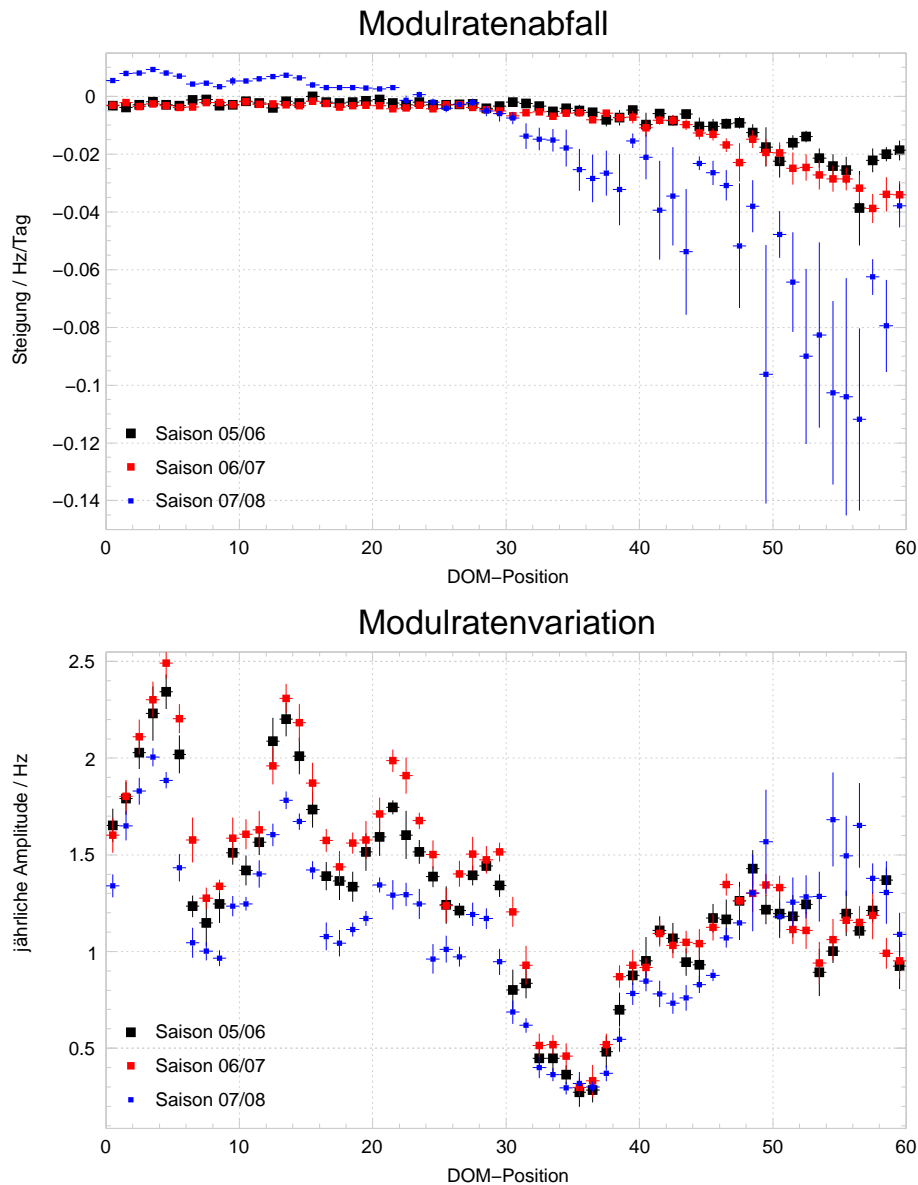 Modulratenabfall
Steigung / Hz/Tag
0
−0.02
−0.04
−0.06
−0.08
−0.1
−0.12
−0.14
Saison 05/06
Saison 06/07
Saison 07/08
0 10 20 30 40 50 60
DOM−Position
Modulratenvariation
jährliche Amplitude / Hz
2.5
2
1.5
1
0.5
Saison 05/06
Saison 06/07
Saison 07/08
0 10 20 30 40 50 60
DOM−Position